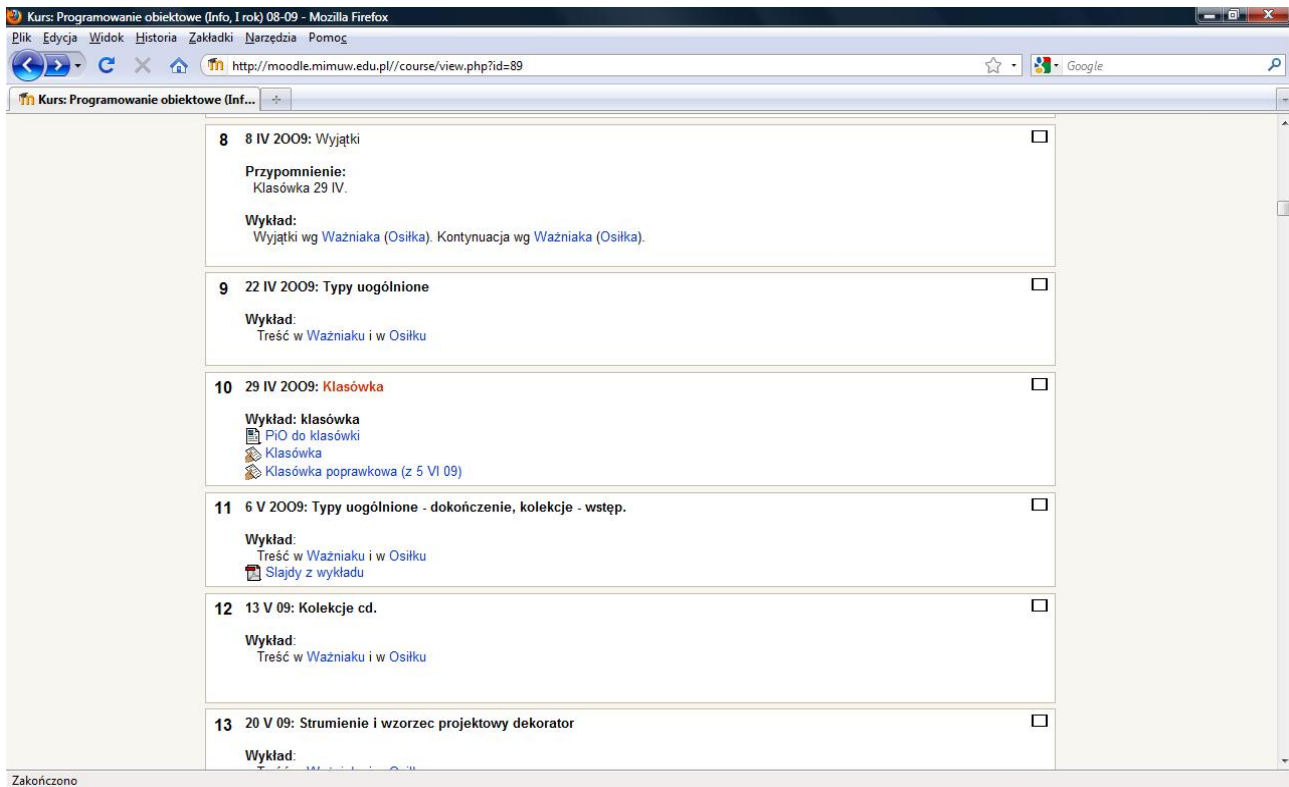 Kurs: Programowanie obiektowe (Info, I rok) 08-09 - Mozilla Firefox
Plik Edycja Widok Historia Zakładki Narzędzia Pomoc
http://moodle.mimuw.edu.pl//course/view.php?id=89
Google
Kurs: Programowanie obiektowe (Inf...
8 8 IV 2OO9: Wyjątki
Przypomnienie:
Klasówka 29 IV.
Wykład:
Wyjątki wg Ważniaka (Osiłka). Kontynuacja wg Ważniaka (Osiłka).
9 22 IV 2OO9: Typy uogólnione
Wykład:
Treść w Ważniaku i w Osiłku
10 29 IV 2OO9: Klasówka
Wykład: klasówka
PiO do klasówki
Klasówka
Klasówka poprawkowa (z 5 VI 09)
11 6 V 2OO9: Typy uogólnione - dokończenie, kolekcje - wstęp.
Wykład:
Treść w Ważniaku i w Osiłku
Slajdy z wykładu
12 13 V 09: Kolekcje cd.
Wykład:
Treść w Ważniaku i w Osiłku
13 20 V 09: Strumienie i wzorzec projektowy dekorator
Wykład:
Zakończono